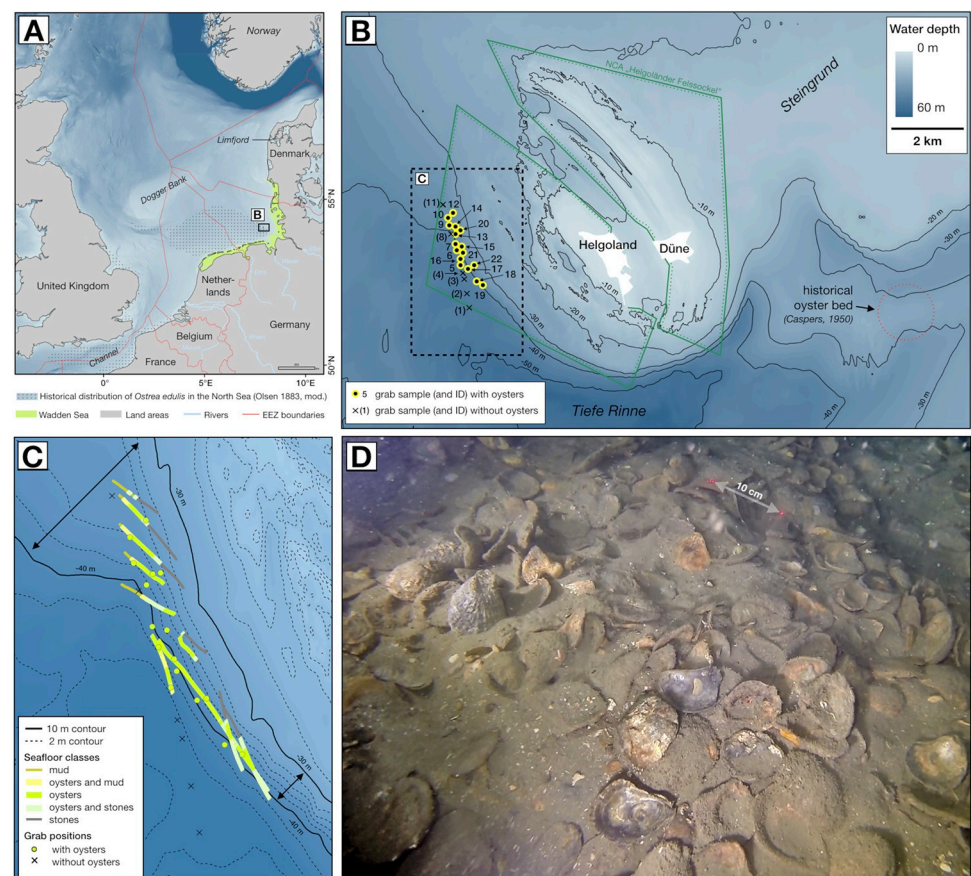 A
Norway
Limfjord
Denmark
Dogger Bank
B
55°N
United Kingdom
Nether-
lands
Germany
Belgium
Channel
France
50°N
0°
5°E
10°E
Historical distribution of Ostrea edulis in the North Sea (Olsen 1883, mod.)
Wadden Sea
Land areas
Rivers
EEZ boundaries
B
NCA „Helgoländer Felssockel“
Steingrund
Water depth
0 m
60 m
2 km
C
(11)
12
14
10
9
20
(8)
13
7
15
6
21
16
22
5
17
(4)
18
(3)
(2)
19
(1)
Helgoland
Düne
-10 m
-10 m
-20 m
-30 m
-40 m
-50 m
-20 m
-30 m
historical
oyster bed
(Caspers, 1950)
-40 m
-30 m
Tiefe Rinne
5 grab sample (and ID) with oysters
(1) grab sample (and ID) without oysters
C
-30 m
-40 m
-30 m
-40 m
10 m contour
2 m contour
Seafloor classes
mud
oysters and mud
oysters
oysters and stones
stones
Grab positions
with oysters
without oysters
D
10 cm